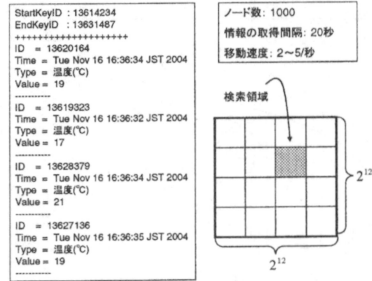 StartKeyID : 13614234
EndKeyID : 13631487
++++++++++++++++++++
ID = 13620164
Time = Tue Nov 16 16:36:34 JST 2004
Type = 温度(℃)
Value = 19
-----------
ID = 13619323
Time = Tue Nov 16 16:36:32 JST 2004
Type = 温度(℃)
Value = 17
-----------
ID = 13628379
Time = Tue Nov 16 16:36:34 JST 2004
Type = 温度(℃)
Value = 21
-----------
ID = 13627136
Time = Tue Nov 16 16:36:35 JST 2004
Type = 温度(℃)
Value = 19
-----------
ノード数: 1000
情報の取得間隔: 20秒
移動速度: 2~5/秒
検索領域
2¹²
2¹²